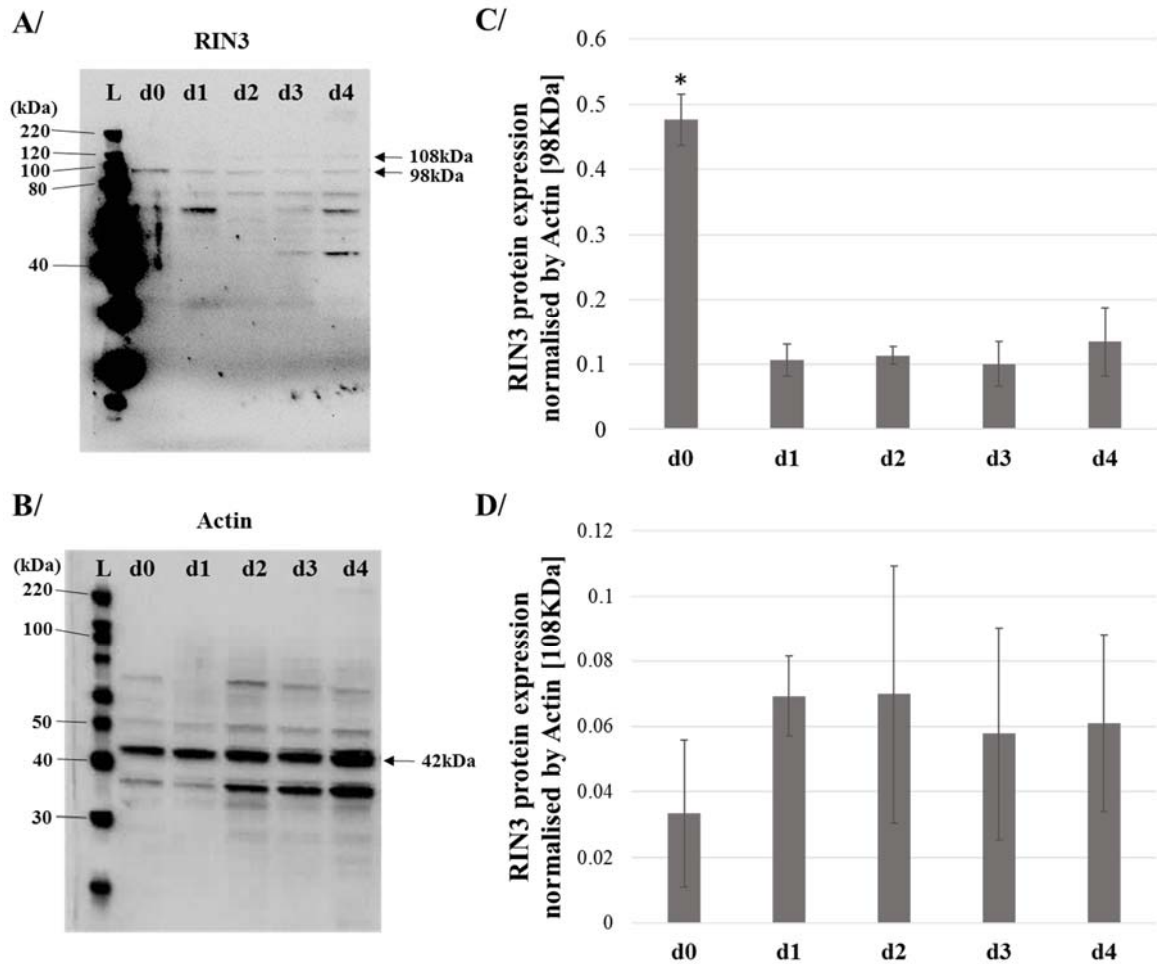 A/
RIN3
L d0 d1 d2 d3 d4
(kDa)
220
120
100
80
40
108kDa
98kDa
B/
Actin
L d0 d1 d2 d3 d4
(kDa)
220
100
50
40
30
42kDa
C/
RIN3 protein expression
normalised by Actin [98KDa]
0.6
0.5
0.4
0.3
0.2
0.1
0
*
d0 d1 d2 d3 d4
D/
RIN3 protein expression
normalised by Actin [108KDa]
0.12
0.1
0.08
0.06
0.04
0.02
0
d0 d1 d2 d3 d4